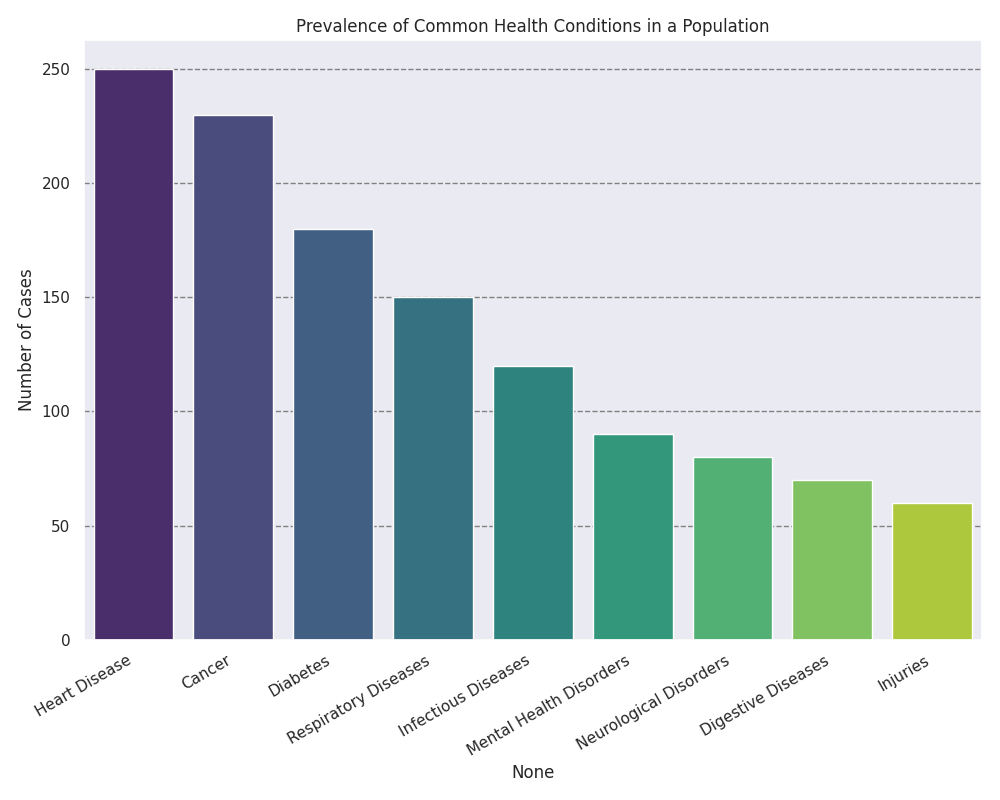 Prevalence of Common Health Conditions in a Population
Number of Cases
250
200
150
100
50
0
Heart Disease
Cancer
Diabetes
Respiratory Diseases
Infectious Diseases
Mental Health Disorders
Neurological Disorders
Digestive Diseases
Injuries
None